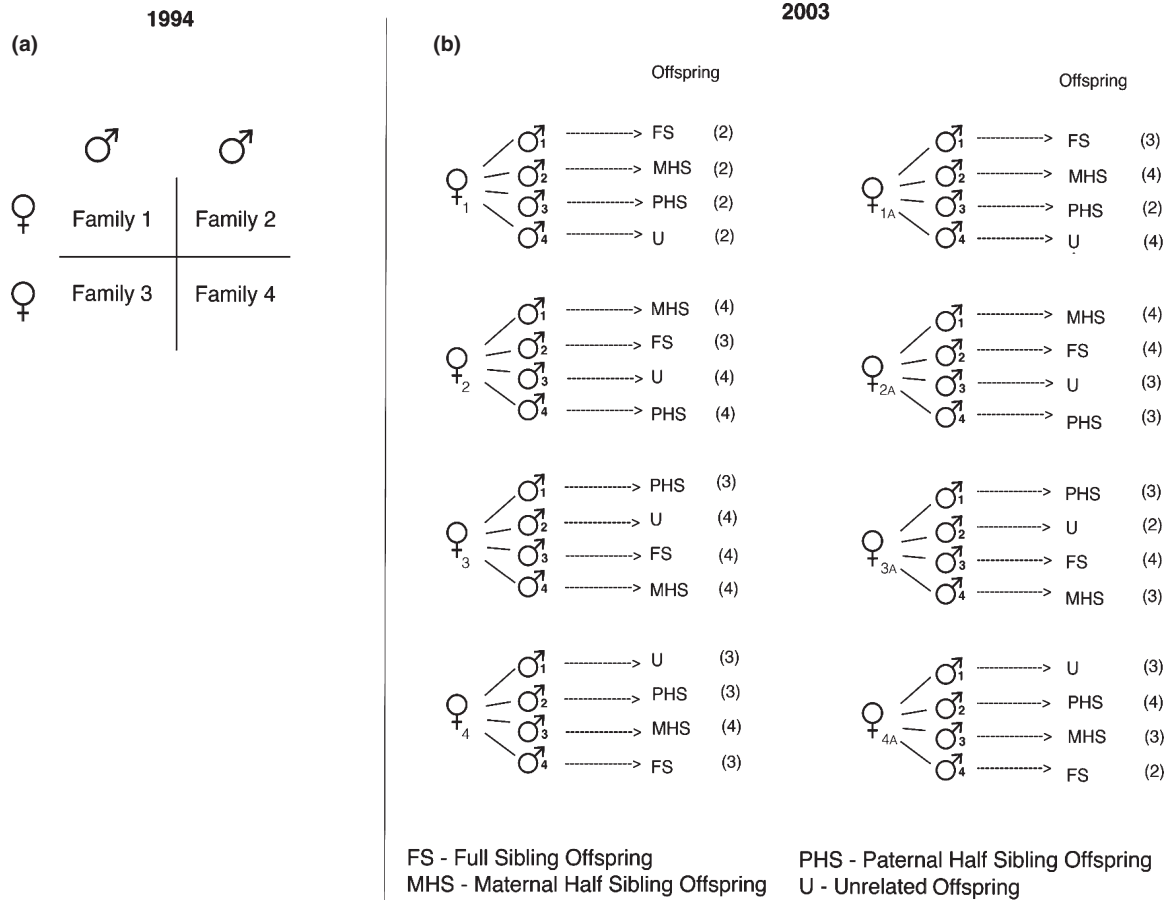 1994
(a)
Family 1 Family 2
Family 3 Family 4
2003
(b)
Offspring
1
1 -----------> FS (2)
2 -----------> MHS (2)
3 -----------> PHS (2)
4 -----------> U (2)
2
1 -----------> MHS (4)
2 -----------> FS (3)
3 -----------> U (4)
4 -----------> PHS (4)
3
1 -----------> PHS (3)
2 -----------> U (4)
3 -----------> FS (4)
4 -----------> MHS (4)
4
1 -----------> U (3)
2 -----------> PHS (3)
3 -----------> MHS (4)
4 -----------> FS (3)
Offspring
1A
1 -----------> FS (3)
2 -----------> MHS (4)
3 -----------> PHS (2)
4 -----------> U (4)
2A
1 -----------> MHS (4)
2 -----------> FS (4)
3 -----------> U (3)
4 -----------> PHS (3)
3A
1 -----------> PHS (3)
2 -----------> U (2)
3 -----------> FS (4)
4 -----------> MHS (3)
4A
1 -----------> U (3)
2 -----------> PHS (4)
3 -----------> MHS (3)
4 -----------> FS (2)
FS - Full Sibling Offspring
MHS - Maternal Half Sibling Offspring
PHS - Paternal Half Sibling Offspring
U - Unrelated Offspring